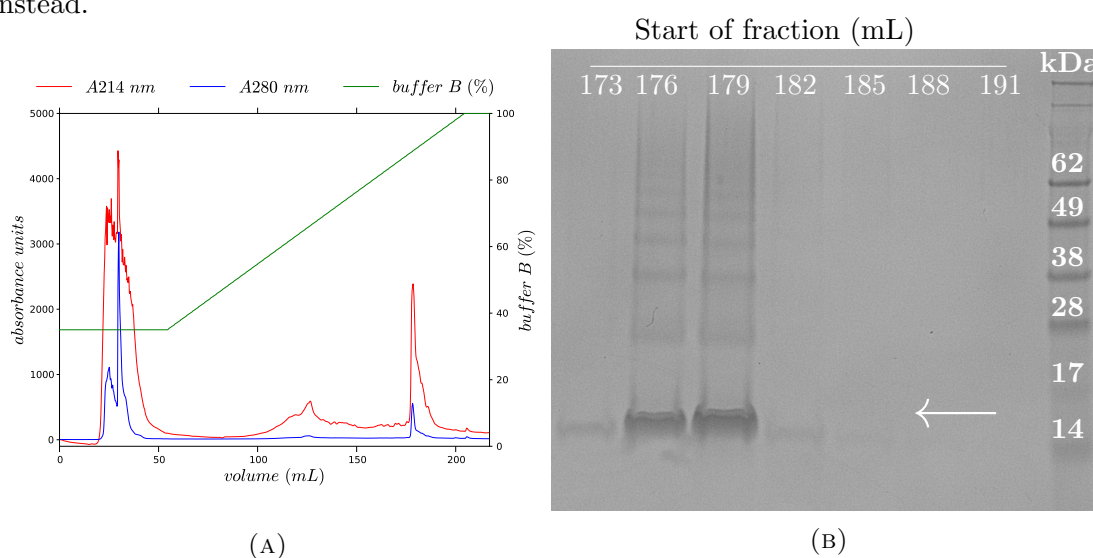 nstead.
Start of fraction (mL)
A214 nm A280 nm buffer B (%)
5000
4000
3000
2000
1000
0
absorbance units
100
80
60
40
20
0
buffer B (%)
0 50 100 150 200
volume (mL)
(A)
173 176 179 182 185 188 191
kDa
62
49
38
28
17
14
(B)